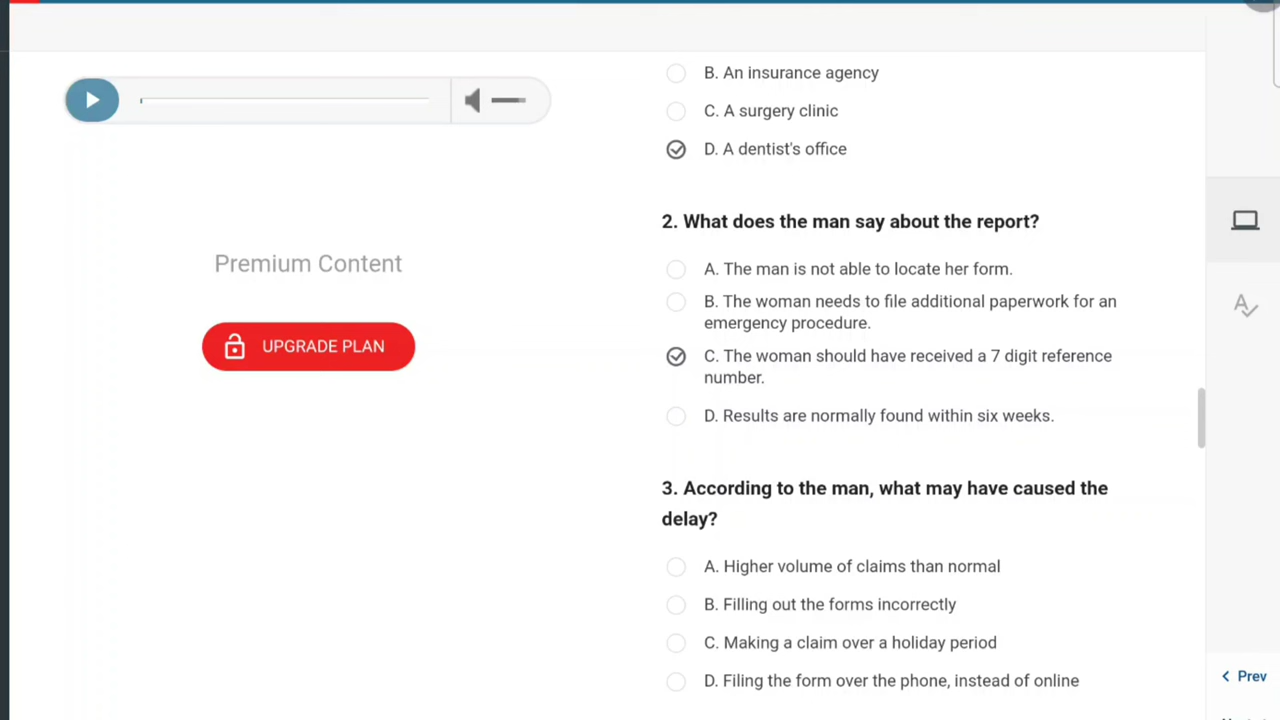 B. An insurance agency
C. A surgery clinic
D. A dentist's office
2. What does the man say about the report?
A. The man is not able to locate her form.
B. The woman needs to file additional paperwork for an
emergency procedure.
C. The woman should have received a 7 digit reference
number.
D. Results are normally found within six weeks.
3. According to the man, what may have caused the
delay?
A. Higher volume of claims than normal
B. Filling out the forms incorrectly
C. Making a claim over a holiday period
D. Filing the form over the phone, instead of online
Premium Content
UPGRADE PLAN
Prev